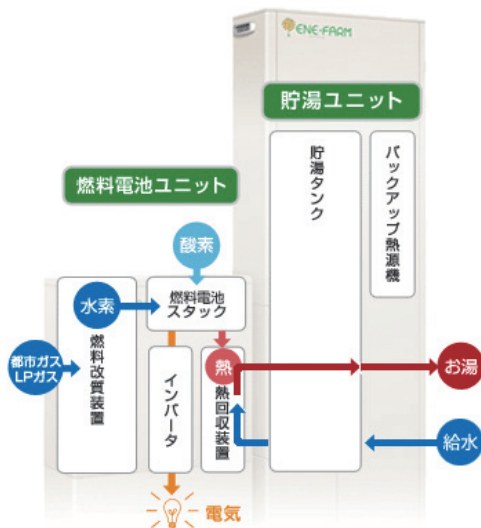 ENE-FARM
貯湯ユニット
貯湯タンク
バックアップ熱源機
燃料電池ユニット
酸素
水素
燃料電池
スタック
都市ガス
LPガス
燃料改質装置
インバータ
熱
熱回収装置
お湯
給水
電気